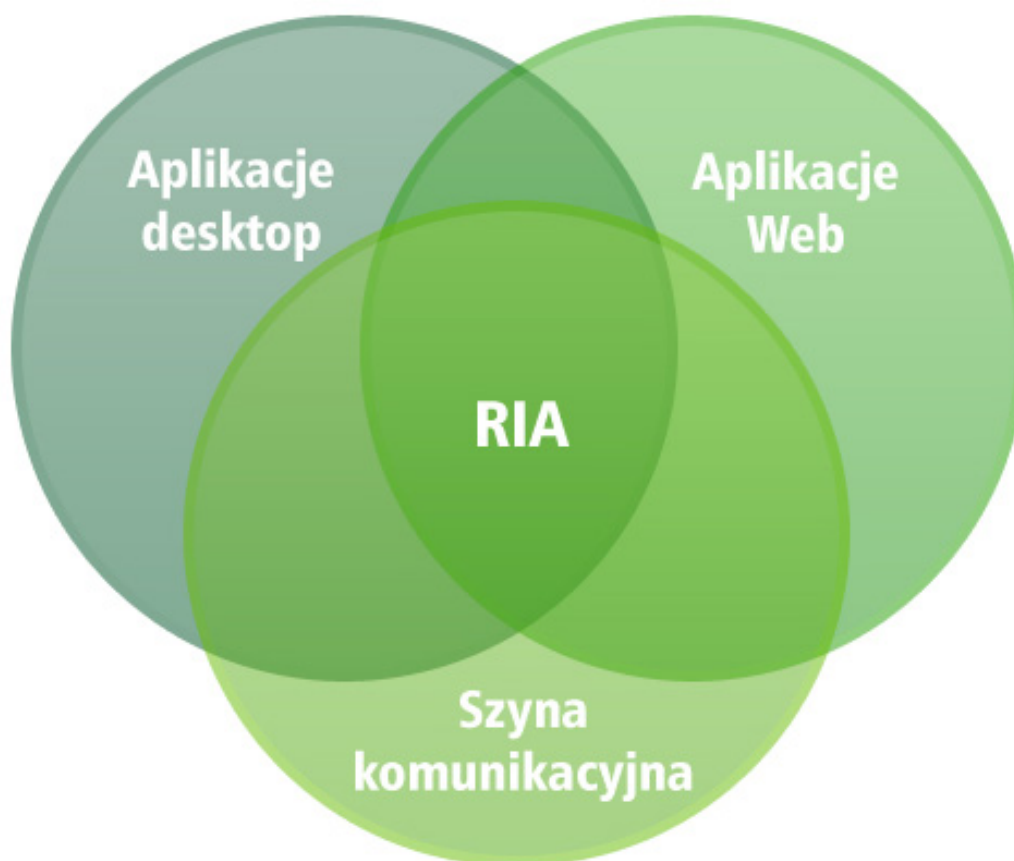 Aplikacje
desktop
Aplikacje
Web
RIA
Szyna
komunikacyjna